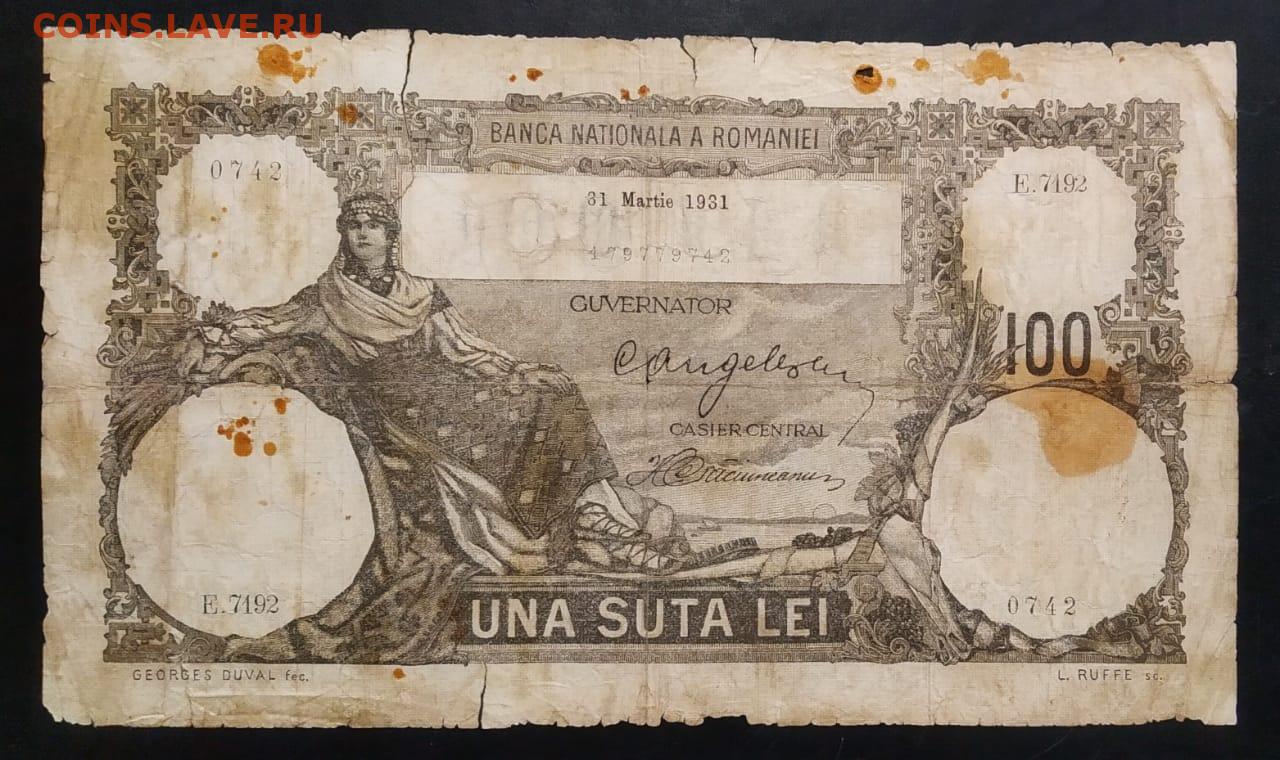 COINS.LAVE.RU
BANCA NATIONALA A ROMANIEI
0742
E.7192
31 Martie 1931
179779742
GUVERNATOR
100
CASIER CENTRAL
E.7192
0742
UNA SUTA LEI
GEORGES DUVAL fec.
L. RUFFE sc.